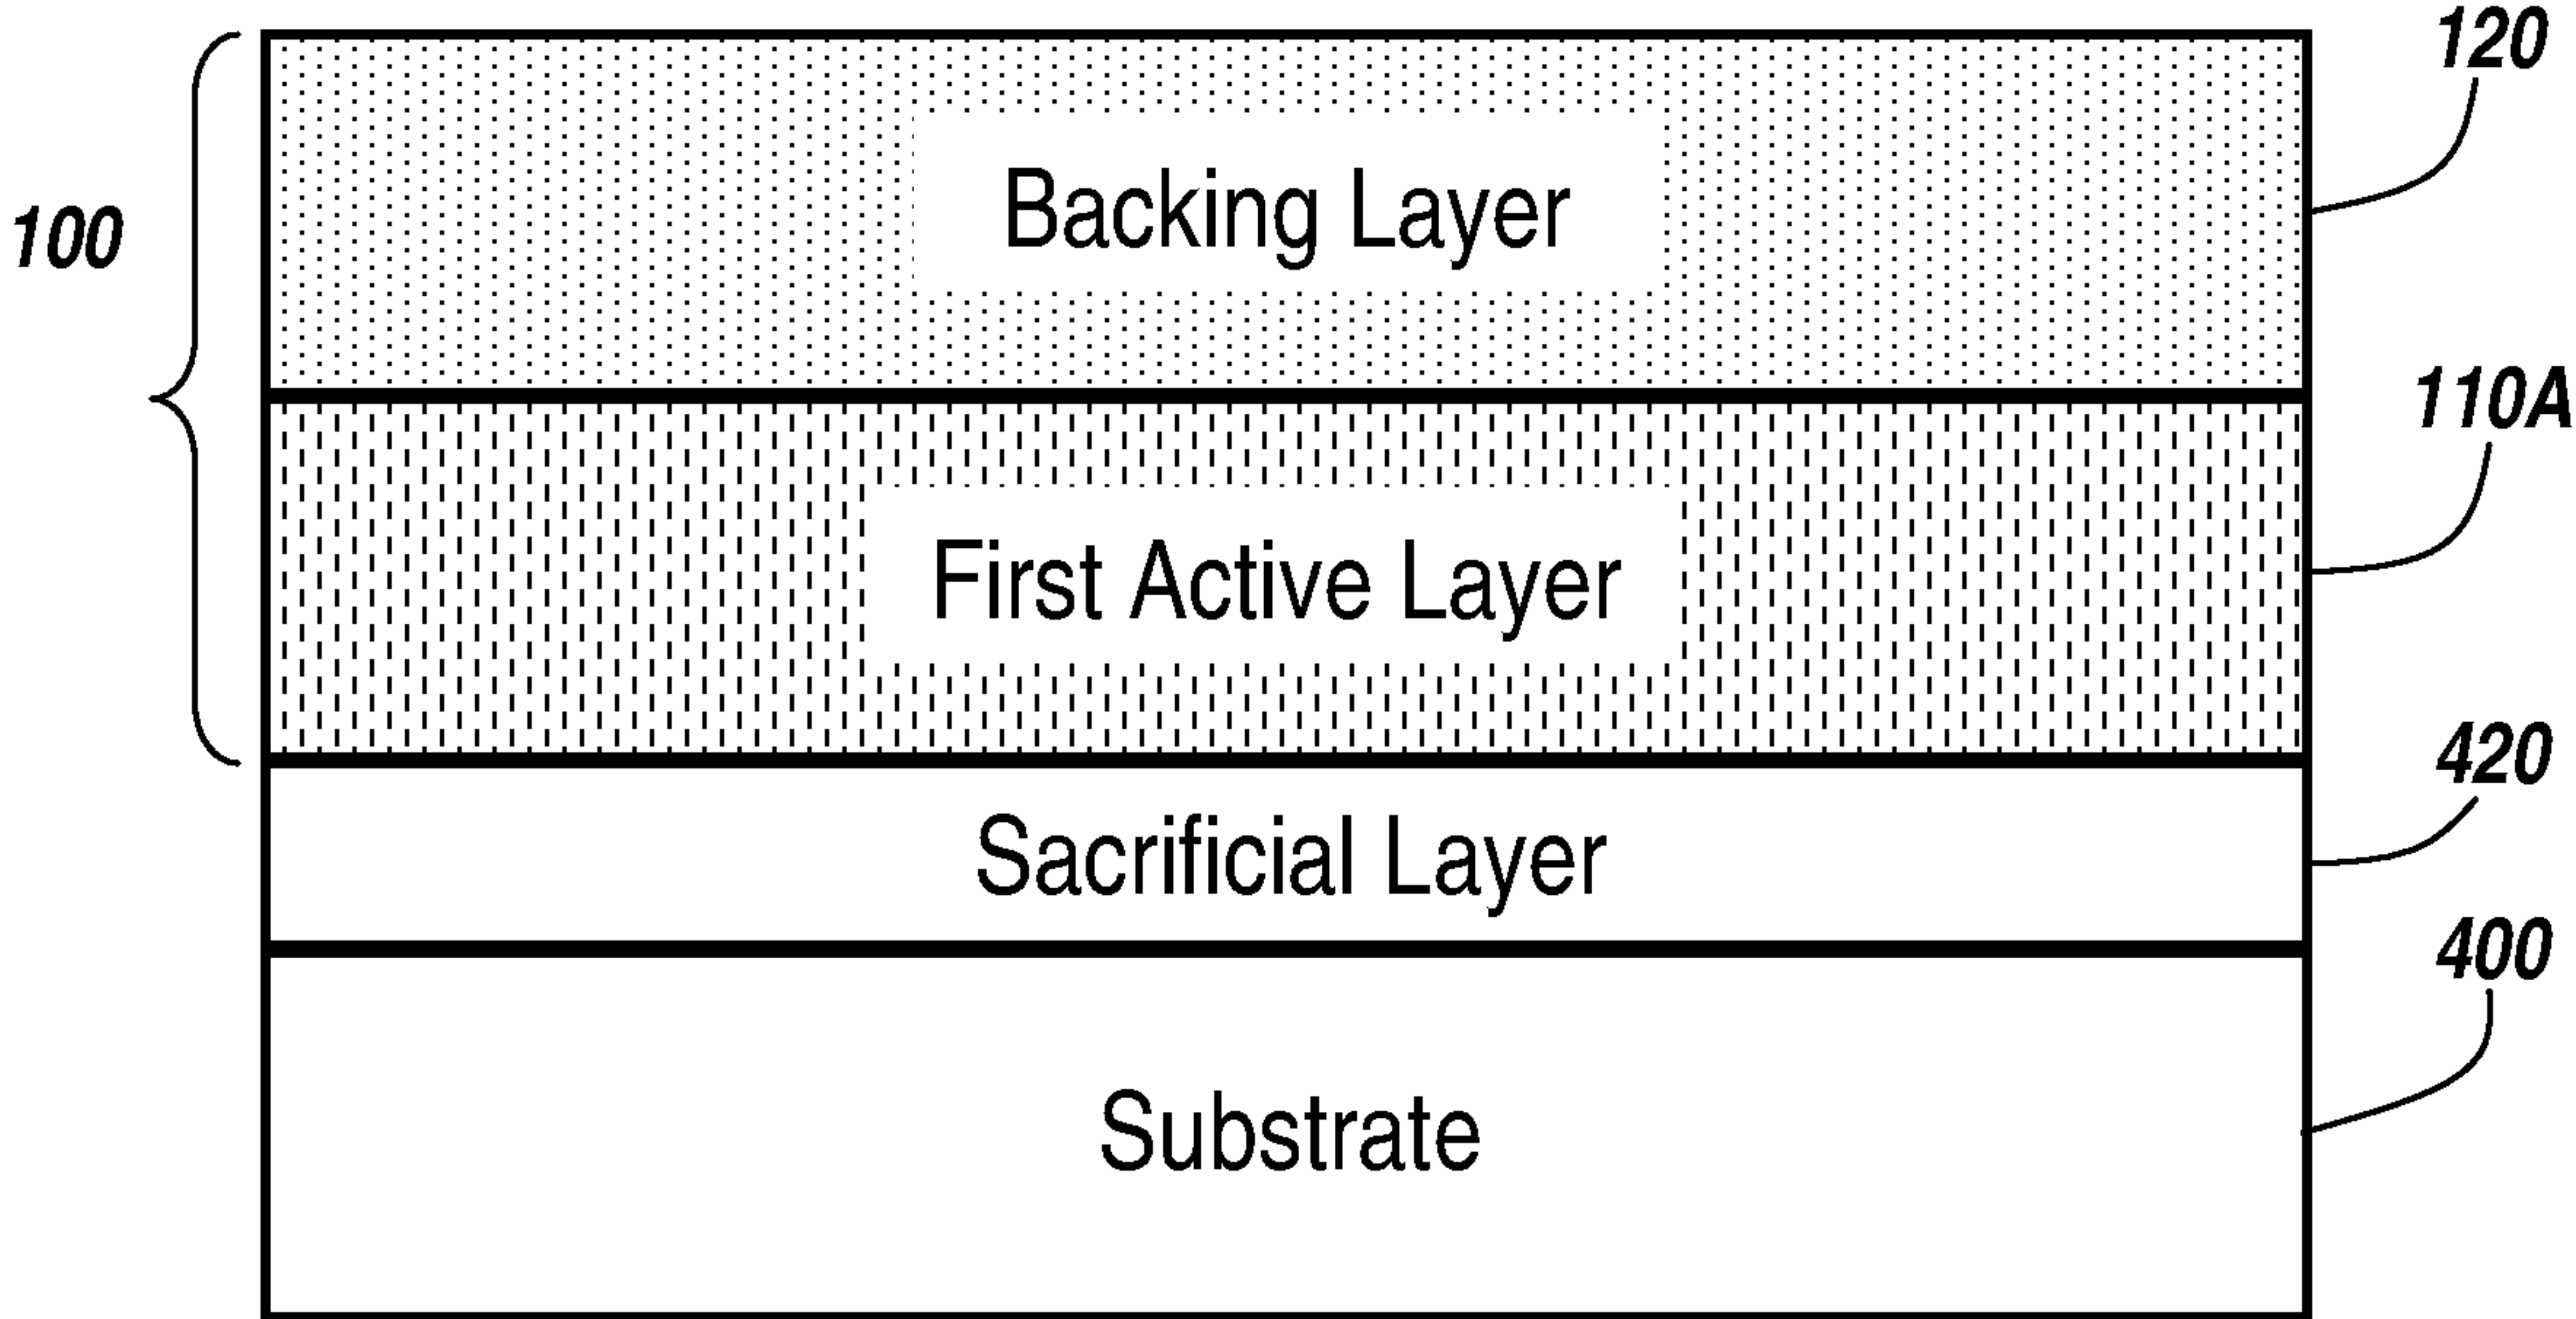 120
Backing Layer
100
110A
First Active Layer
420
Sacrificial Layer
400
Substrate